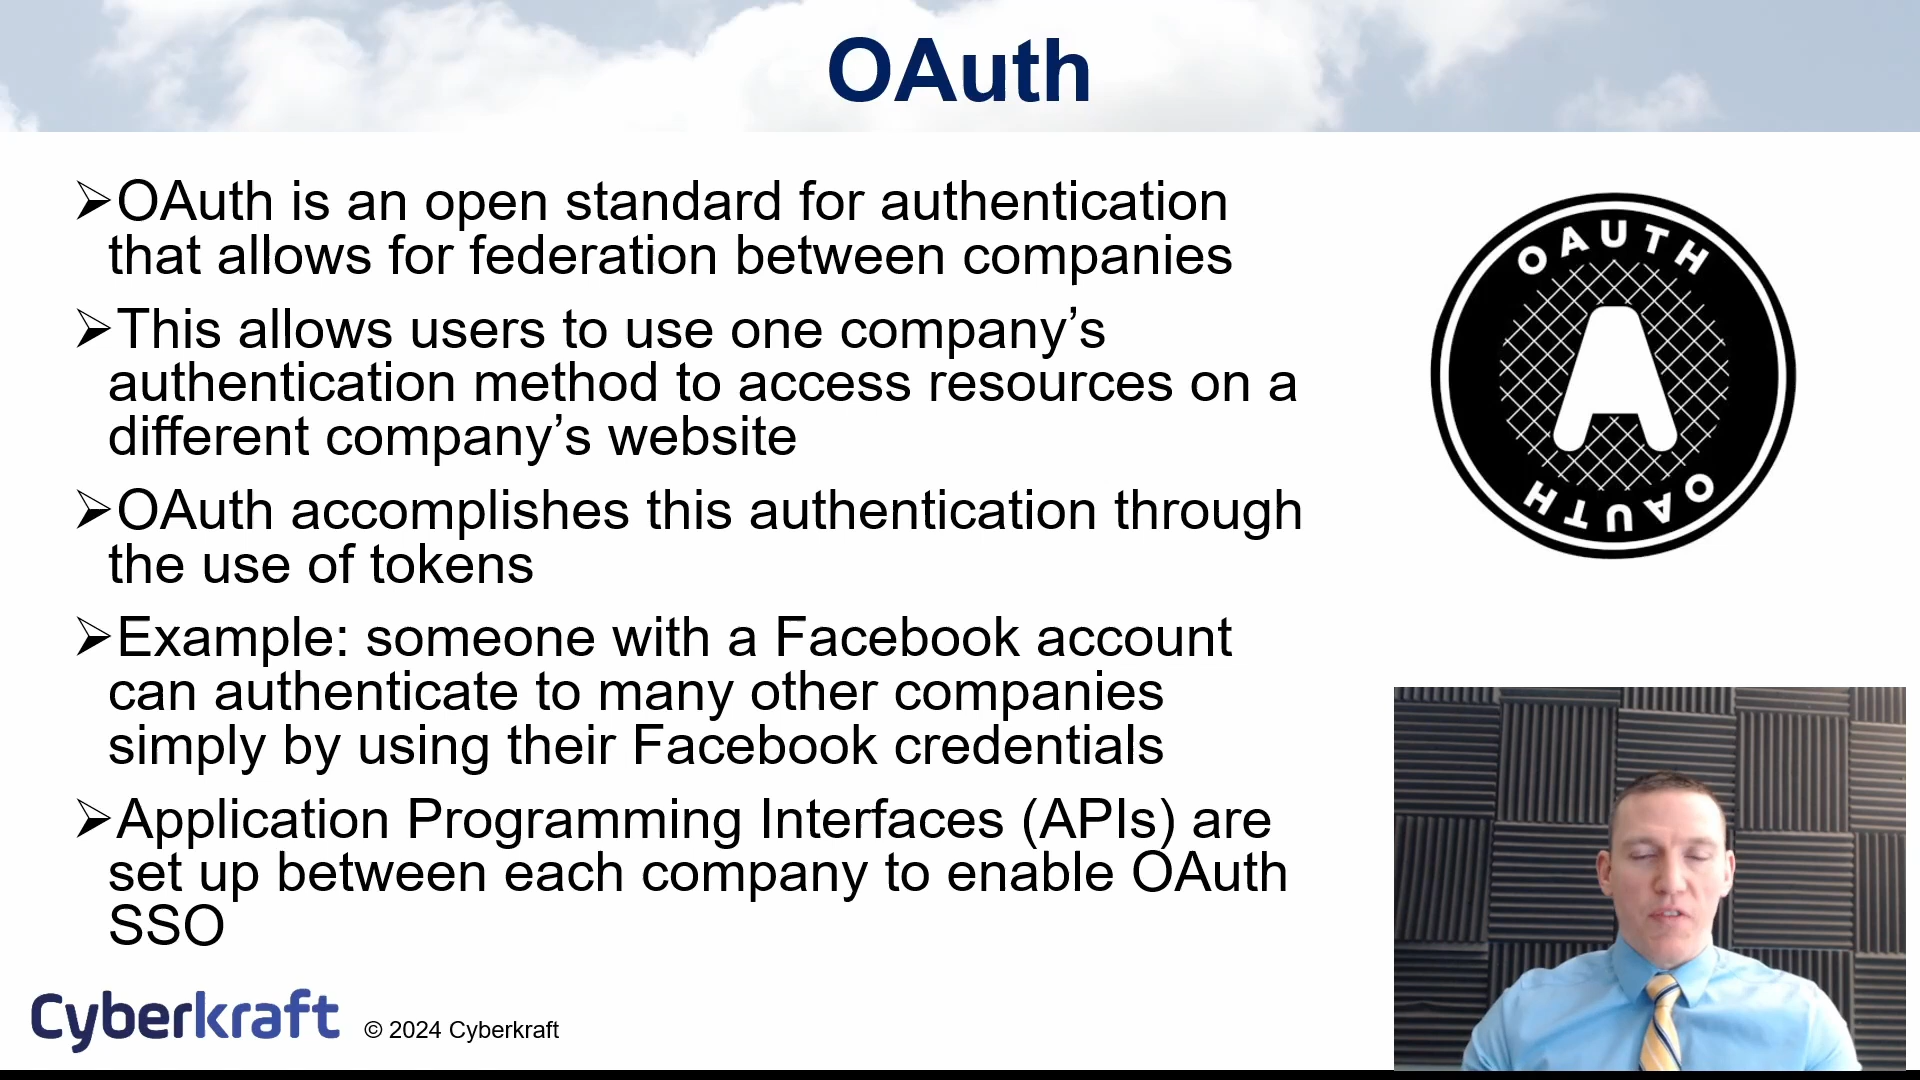 OAuth
➢OAuth is an open standard for authentication
that allows for federation between companies
➢This allows users to use one company’s
authentication method to access resources on a
different company’s website
➢OAuth accomplishes this authentication through
the use of tokens
➢Example: someone with a Facebook account
can authenticate to many other companies
simply by using their Facebook credentials
➢Application Programming Interfaces (APIs) are
set up between each company to enable OAuth
SSO
OAUTH
A
OAUTH
Cyberkraft
© 2024 Cyberkraft